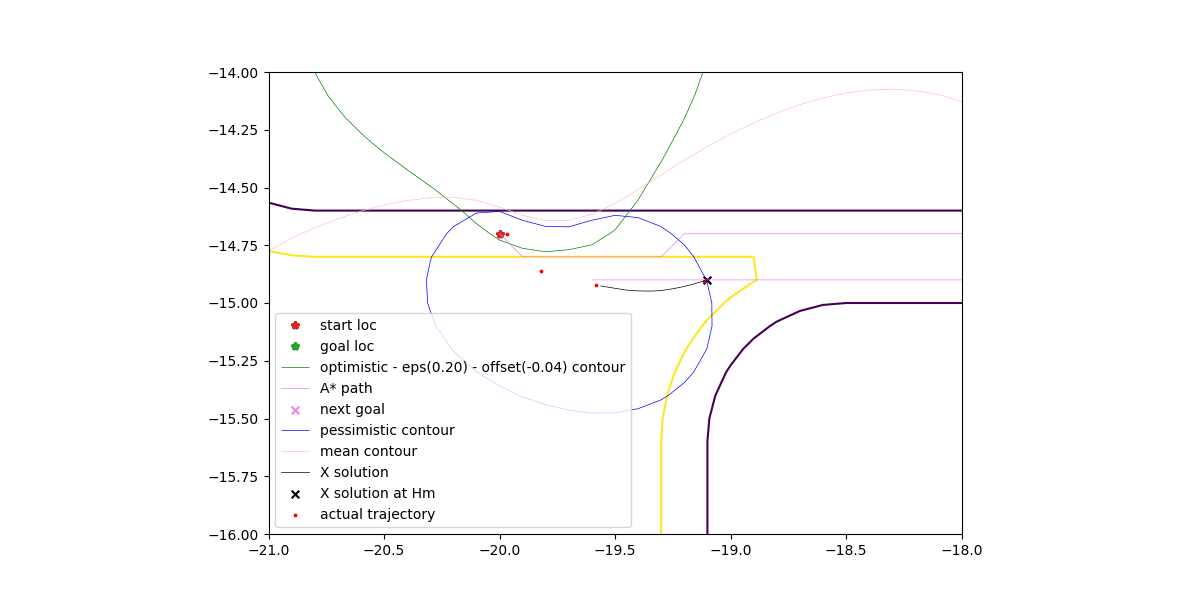 −14.00
−14.25
−14.50
−14.75
−15.00
−15.25
−15.50
−15.75
−16.00
start loc
goal loc
optimistic - eps(0.20) - offset(-0.04) contour
A* path
next goal
pessimistic contour
mean contour
X solution
X solution at Hm
actual trajectory
−21.0 −20.5 −20.0 −19.5 −19.0 −18.5 −18.0